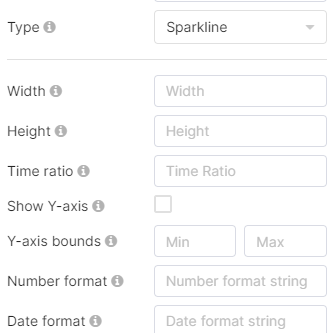 Type Sparkline
Width Width
Height Height
Time ratio Time Ratio
Show Y-axis
Y-axis bounds Min Max
Number format Number format string
Date format Date format string